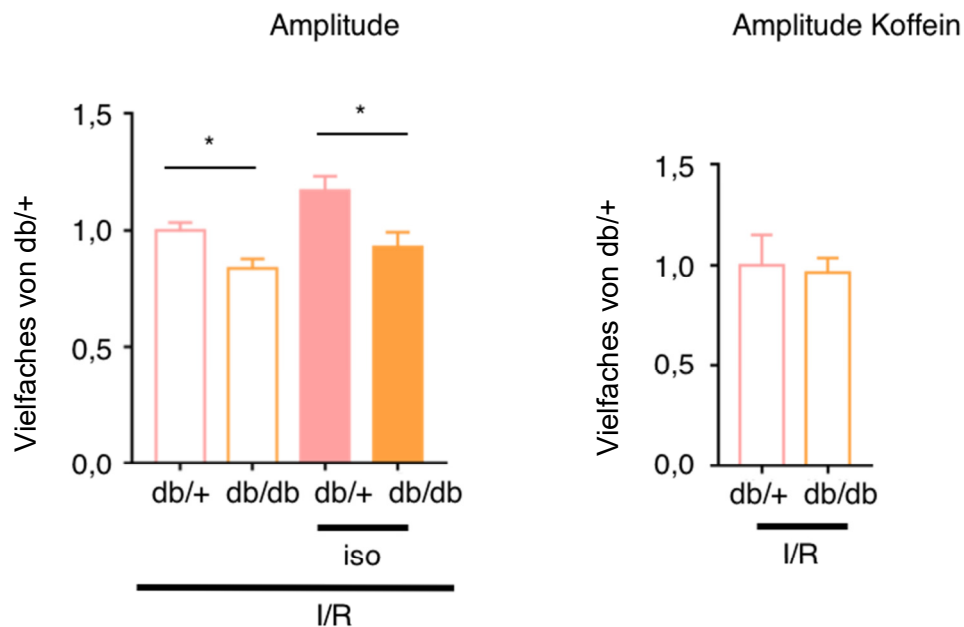 Amplitude
Vielfaches von db/+
1,5
1,0
0,5
0,0
*
*
db/+ db/db db/+ db/db
iso
I/R
Amplitude Koffein
Vielfaches von db/+
1,5
1,0
0,5
0,0
db/+ db/db
I/R